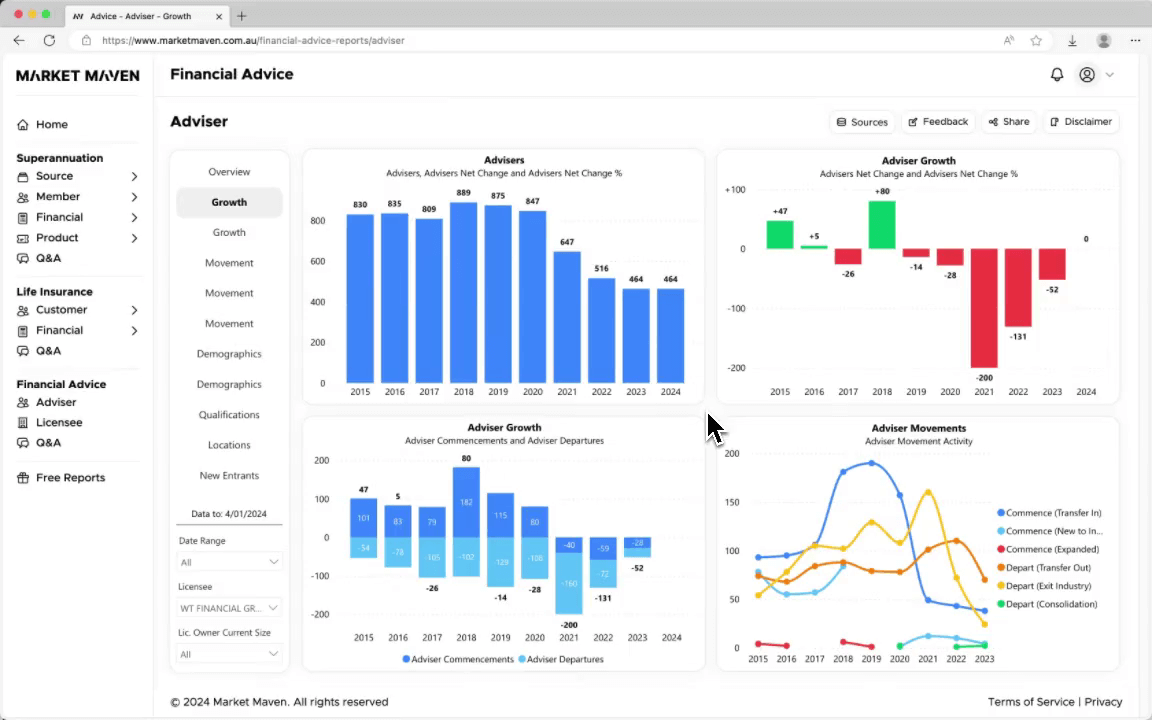 Advice - Adviser - Growth
https://www.marketmaven.com.au/financial-advice-reports/adviser
MARKET MAVEN
Financial Advice
Home
Superannuation
Source
Member
Financial
Product
Q&A
Life Insurance
Customer
Financial
Q&A
Financial Advice
Adviser
Licensee
Q&A
Free Reports
Adviser
Sources
Feedback
Share
Disclaimer
Overview
Growth
Growth
Movement
Movement
Movement
Demographics
Demographics
Qualifications
Locations
New Entrants
Data to: 4/01/2024
Date Range
All
Licensee
WT FINANCIAL GR...
Lic. Owner Current Size
All
Advisers
Advisers, Advisers Net Change and Advisers Net Change %
830 835 809 889 875 847 647 516 464 464
800
600
400
200
0
2015 2016 2017 2018 2019 2020 2021 2022 2023 2024
Adviser Growth
Advisers Net Change and Advisers Net Change %
+100
0
-100
-200
+47 +5 -26 +80 -14 -28 -200 -131 -52 0
2015 2016 2017 2018 2019 2020 2021 2022 2023 2024
Adviser Growth
Adviser Commencements and Adviser Departures
200
100
0
-100
-200
47 5 80
101 83 79 182 115 80 -40 -59 -28
-54 -78 -105 -102 -129 -108 -160 -72
-26 -14 -28 -200 -131 -52
2015 2016 2017 2018 2019 2020 2021 2022 2023 2024
Adviser Commencements Adviser Departures
Adviser Movements
Adviser Movement Activity
200
150
100
50
0
2015 2016 2017 2018 2019 2020 2021 2022 2023
Commence (Transfer In)
Commence (New to In...
Commence (Expanded)
Depart (Transfer Out)
Depart (Exit Industry)
Depart (Consolidation)
© 2024 Market Maven. All rights reserved
Terms of Service | Privacy